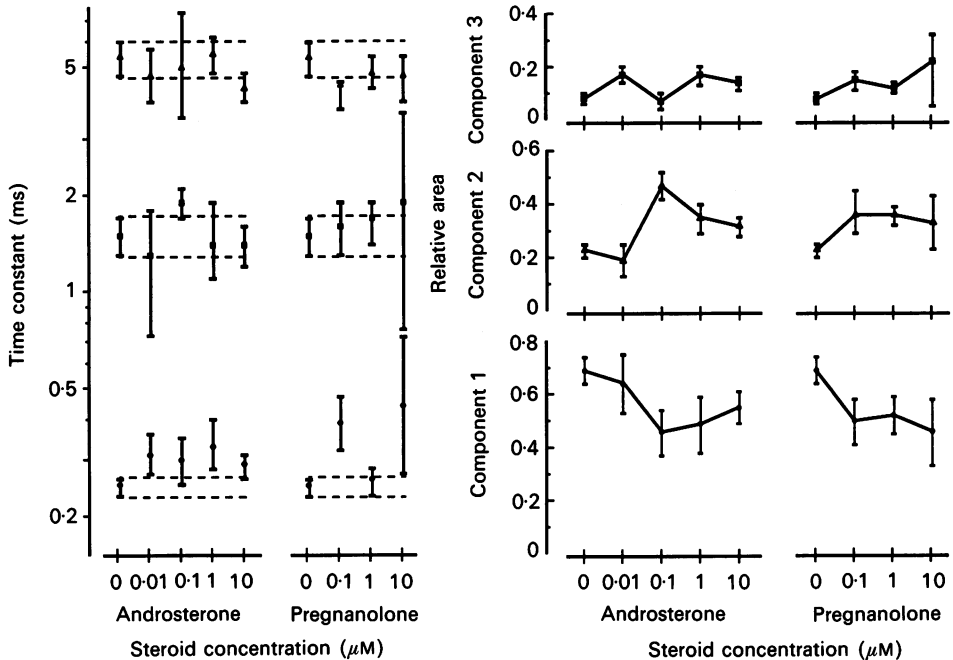 Time constant (ms)
5
2
1
0·5
0·2
0 0·01 0·1 1 10
Androsterone
0 0·1 1 10
Pregnanolone
Steroid concentration (μM)
Relative area
Component 3
0·4
0·2
0
Component 2
0·6
0·4
0·2
0
Component 1
0·8
0·6
0·4
0·2
0
0 0·01 0·1 1 10
Androsterone
0 0·1 1 10
Pregnanolone
Steroid concentration (μM)